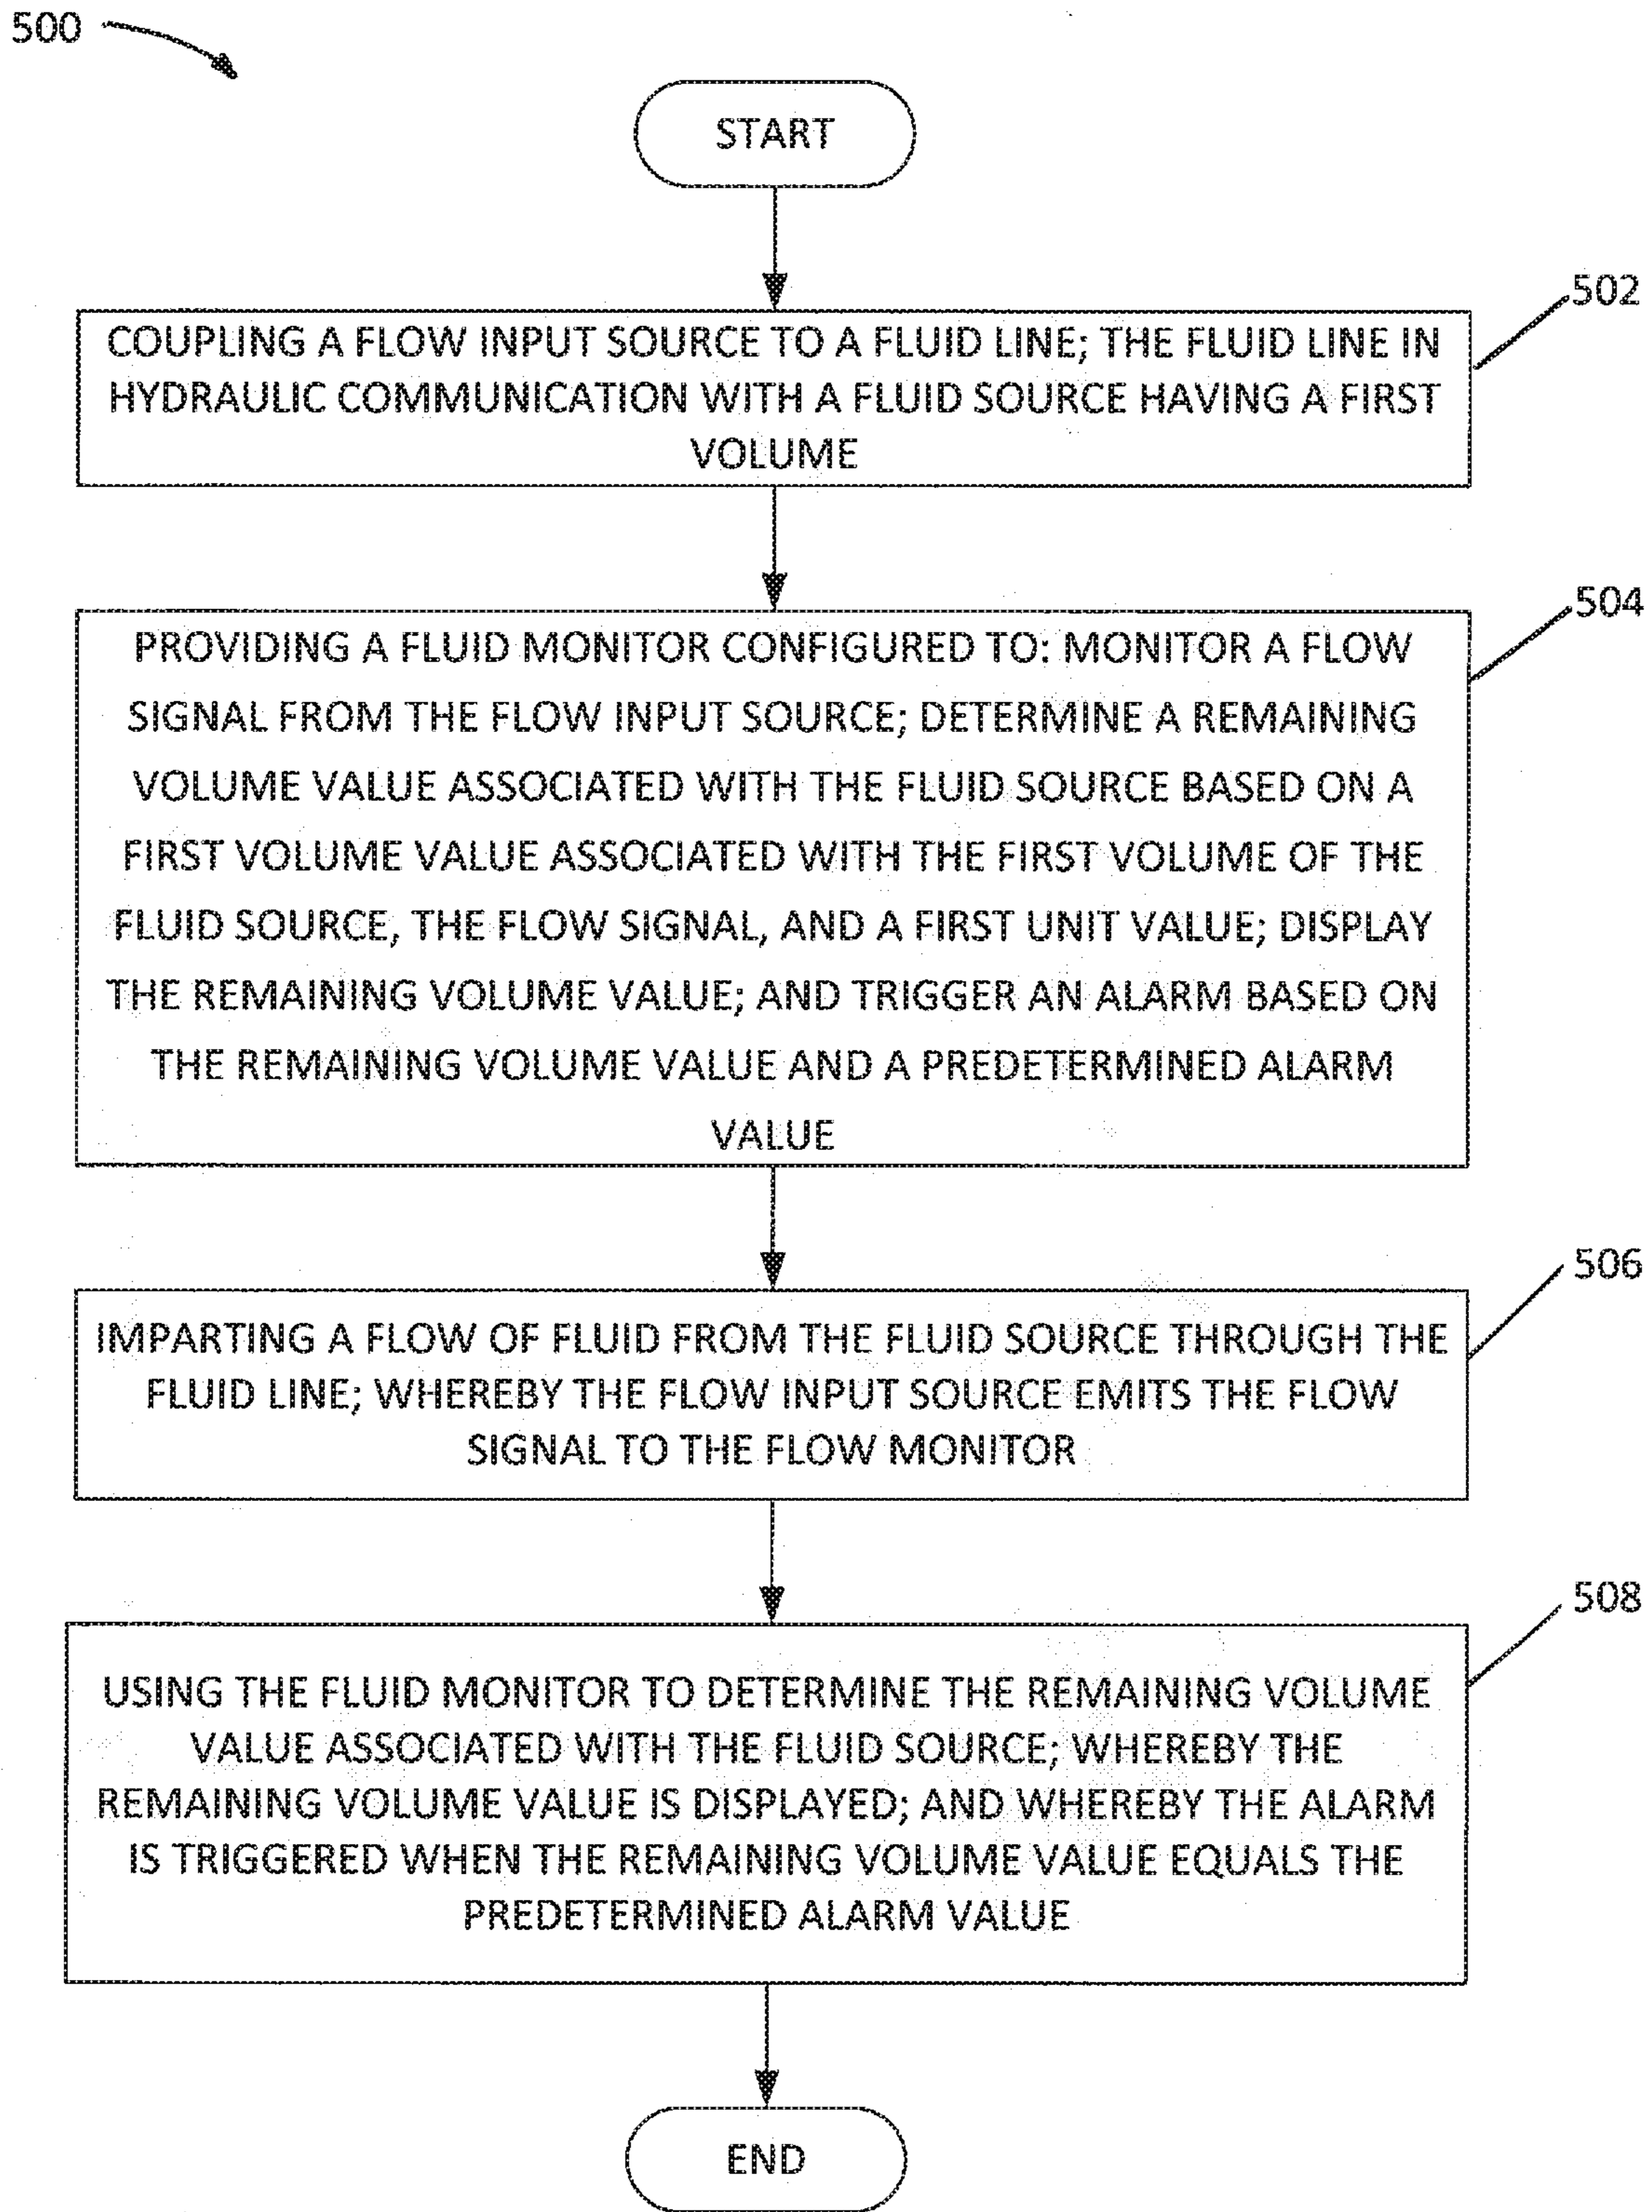 500
START
502
COUPLING A FLOW INPUT SOURCE TO A FLUID LINE; THE FLUID LINE IN
HYDRAULIC COMMUNICATION WITH A FLUID SOURCE HAVING A FIRST
VOLUME
504
PROVIDING A FLUID MONITOR CONFIGURED TO: MONITOR A FLOW
SIGNAL FROM THE FLOW INPUT SOURCE; DETERMINE A REMAINING
VOLUME VALUE ASSOCIATED WITH THE FLUID SOURCE BASED ON A
FIRST VOLUME VALUE ASSOCIATED WITH THE FIRST VOLUME OF THE
FLUID SOURCE, THE FLOW SIGNAL, AND A FIRST UNIT VALUE; DISPLAY
THE REMAINING VOLUME VALUE; AND TRIGGER AN ALARM BASED ON
THE REMAINING VOLUME VALUE AND A PREDETERMINED ALARM
VALUE
506
IMPARTING A FLOW OF FLUID FROM THE FLUID SOURCE THROUGH THE
FLUID LINE; WHEREBY THE FLOW INPUT SOURCE EMITS THE FLOW
SIGNAL TO THE FLOW MONITOR
508
USING THE FLUID MONITOR TO DETERMINE THE REMAINING VOLUME
VALUE ASSOCIATED WITH THE FLUID SOURCE; WHEREBY THE
REMAINING VOLUME VALUE IS DISPLAYED; AND WHEREBY THE ALARM
IS TRIGGERED WHEN THE REMAINING VOLUME VALUE EQUALS THE
PREDETERMINED ALARM VALUE
END